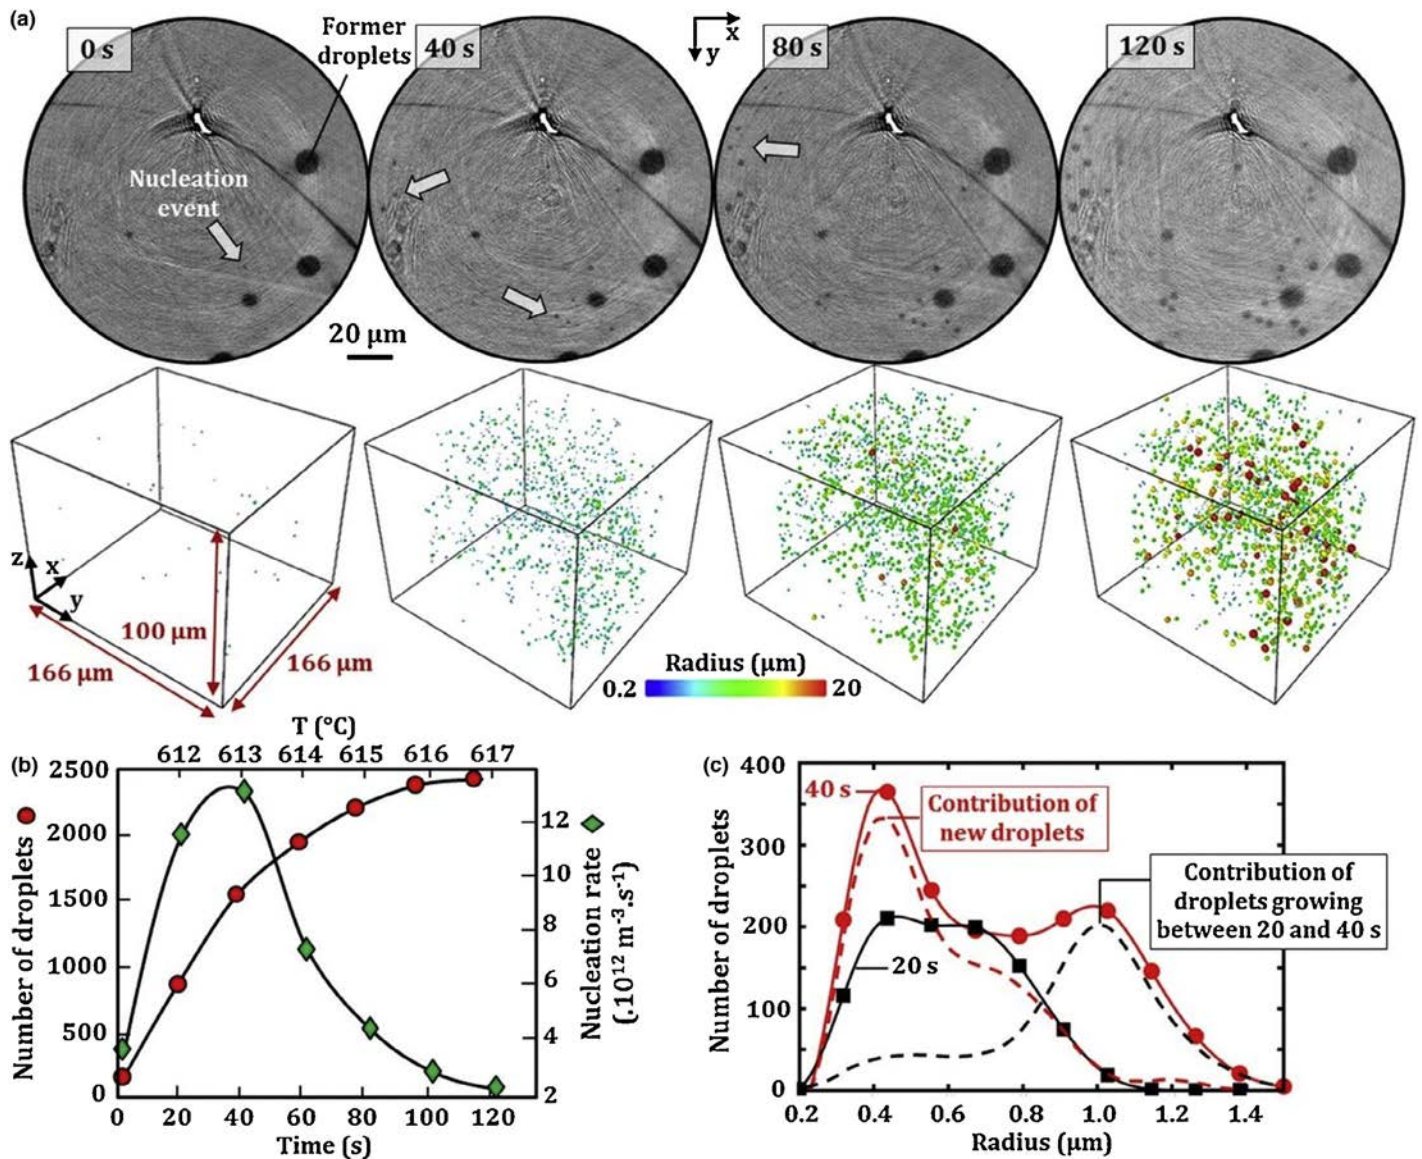 (a)
0 s
Former
droplets
40 s
x
y
80 s
120 s
Nucleation
event
20 µm
z
x
y
100 µm
166 µm
166 µm
Radius (µm)
0.2
20
T (°C)
(b)
612 613 614 615 616 617
2500
2000
1500
1000
500
0
Number of droplets
12
10
8
6
4
2
Nucleation rate
(.10¹² m⁻³.s⁻¹)
0 20 40 60 80 100 120
Time (s)
(c)
400
300
200
100
0
Number of droplets
40 s
Contribution of
new droplets
Contribution of
droplets growing
between 20 and 40 s
20 s
0.2 0.4 0.6 0.8 1.0 1.2 1.4
Radius (µm)